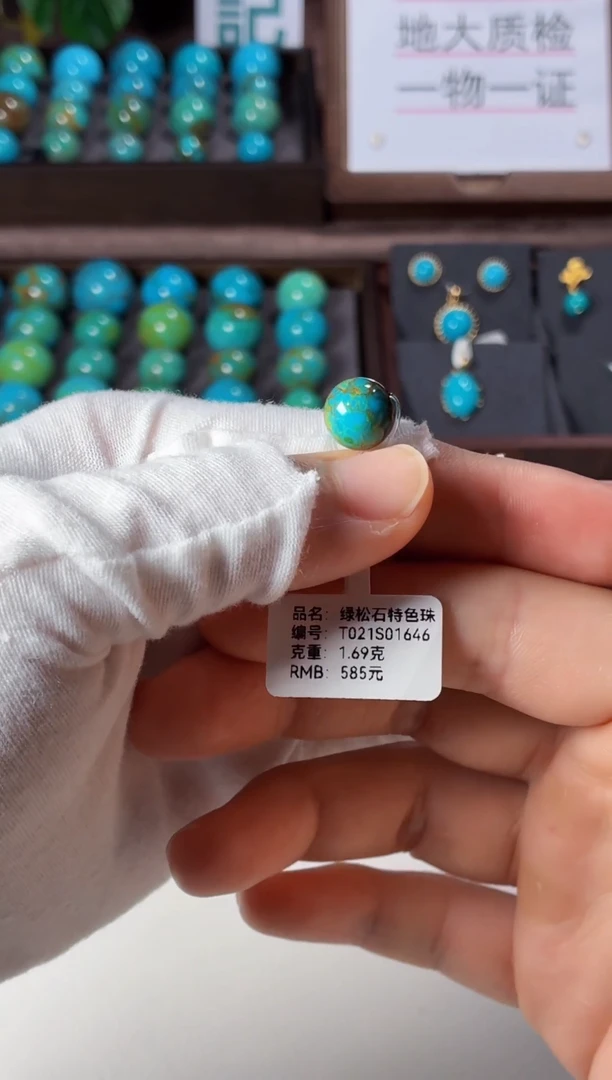 记
地大质检
一物一证
品名: 绿松石特色珠
编号: T021S01646
克重: 1.69克
RMB: 585元